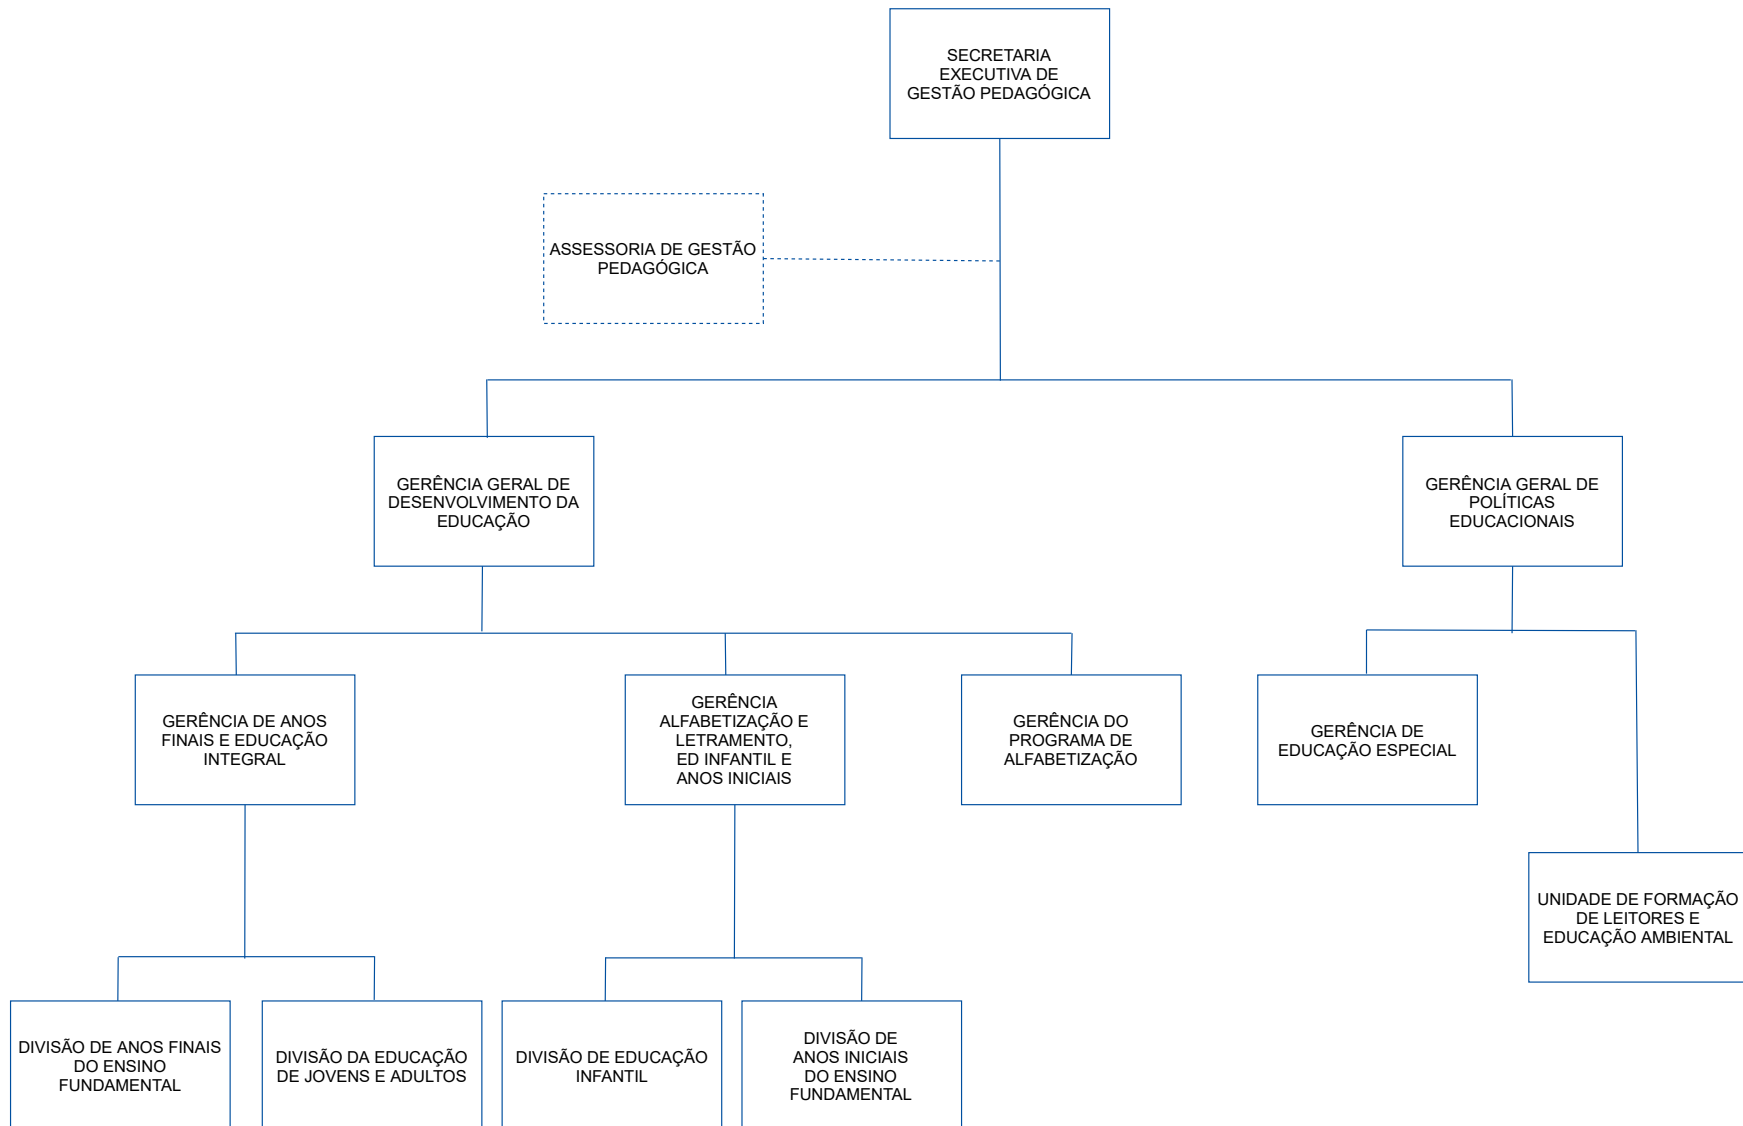 SECRETARIA
EXECUTIVA DE
GESTÃO PEDAGÓGICA
ASSESSORIA DE GESTÃO
PEDAGÓGICA
GERÊNCIA GERAL DE
DESENVOLVIMENTO DA
EDUCAÇÃO
GERÊNCIA GERAL DE
POLÍTICAS
EDUCACIONAIS
GERÊNCIA DE ANOS
FINAIS E EDUCAÇÃO
INTEGRAL
GERÊNCIA
ALFABETIZAÇÃO E
LETRAMENTO,
ED INFANTIL E
ANOS INICIAIS
GERÊNCIA DO
PROGRAMA DE
ALFABETIZAÇÃO
GERÊNCIA DE
EDUCAÇÃO ESPECIAL
UNIDADE DE FORMAÇÃO
DE LEITORES E
EDUCAÇÃO AMBIENTAL
DIVISÃO DE ANOS FINAIS
DO ENSINO
FUNDAMENTAL
DIVISÃO DA EDUCAÇÃO
DE JOVENS E ADULTOS
DIVISÃO DE EDUCAÇÃO
INFANTIL
DIVISÃO DE
ANOS INICIAIS
DO ENSINO
FUNDAMENTAL